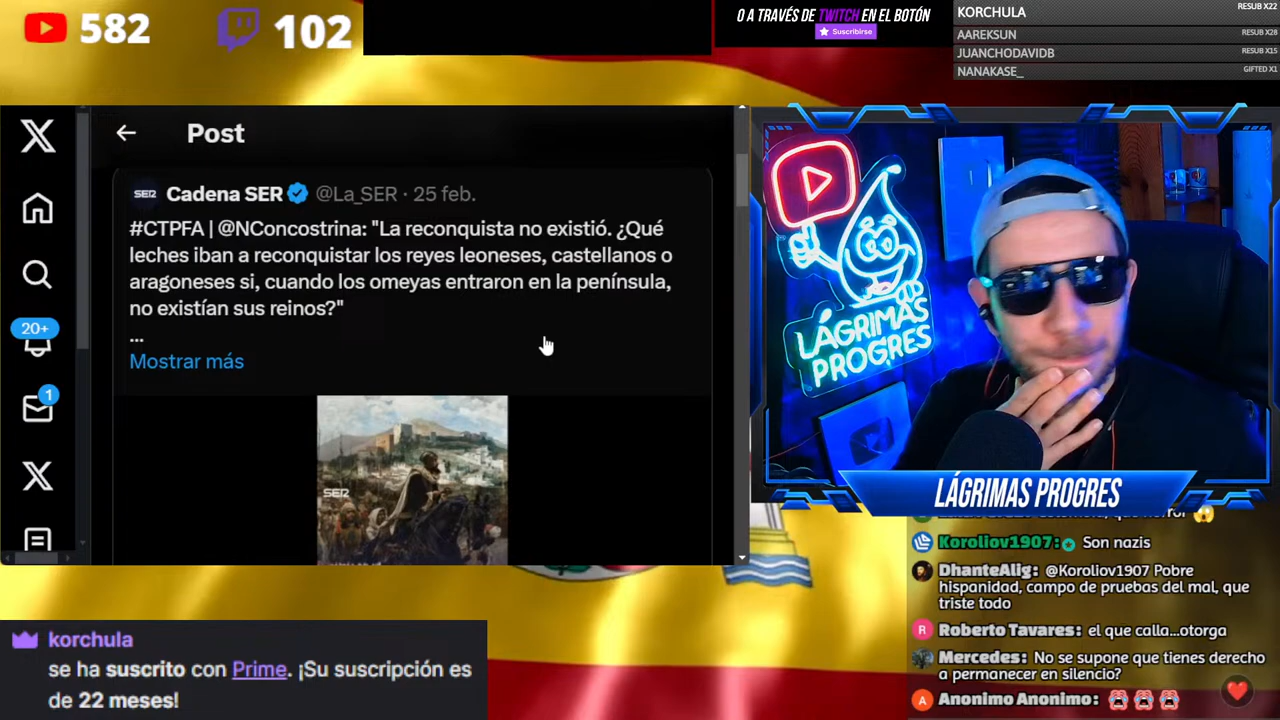 582
102
O A TRAVÉS DE TWITCH EN EL BOTÓN
Suscribirse
KORCHULA RESUB X22
AAREKSUN RESUB X28
JUANCHODAVIDB RESUB X15
NANAKASE_ GIFTED X1
Post
SER Cadena SER @La_SER · 25 feb.
#CTPFA | @NConcostrina: "La reconquista no existió. ¿Qué
leches iban a reconquistar los reyes leoneses, castellanos o
aragoneses si, cuando los omeyas entraron en la península,
no existían sus reinos?"
...
Mostrar más
20+
1
SER
LÁGRIMAS
PROGRES
LÁGRIMAS PROGRES
Koroliov1907: Son nazis
DhanteAlig: @Koroliov1907 Pobre
hispanidad, campo de pruebas del mal, que
triste todo
R Roberto Tavares: el que calla...otorga
Mercedes: No se supone que tienes derecho
a permanecer en silencio?
A Anonimo Anonimo:
korchula
se ha suscrito con Prime. ¡Su suscripción es
de 22 meses!